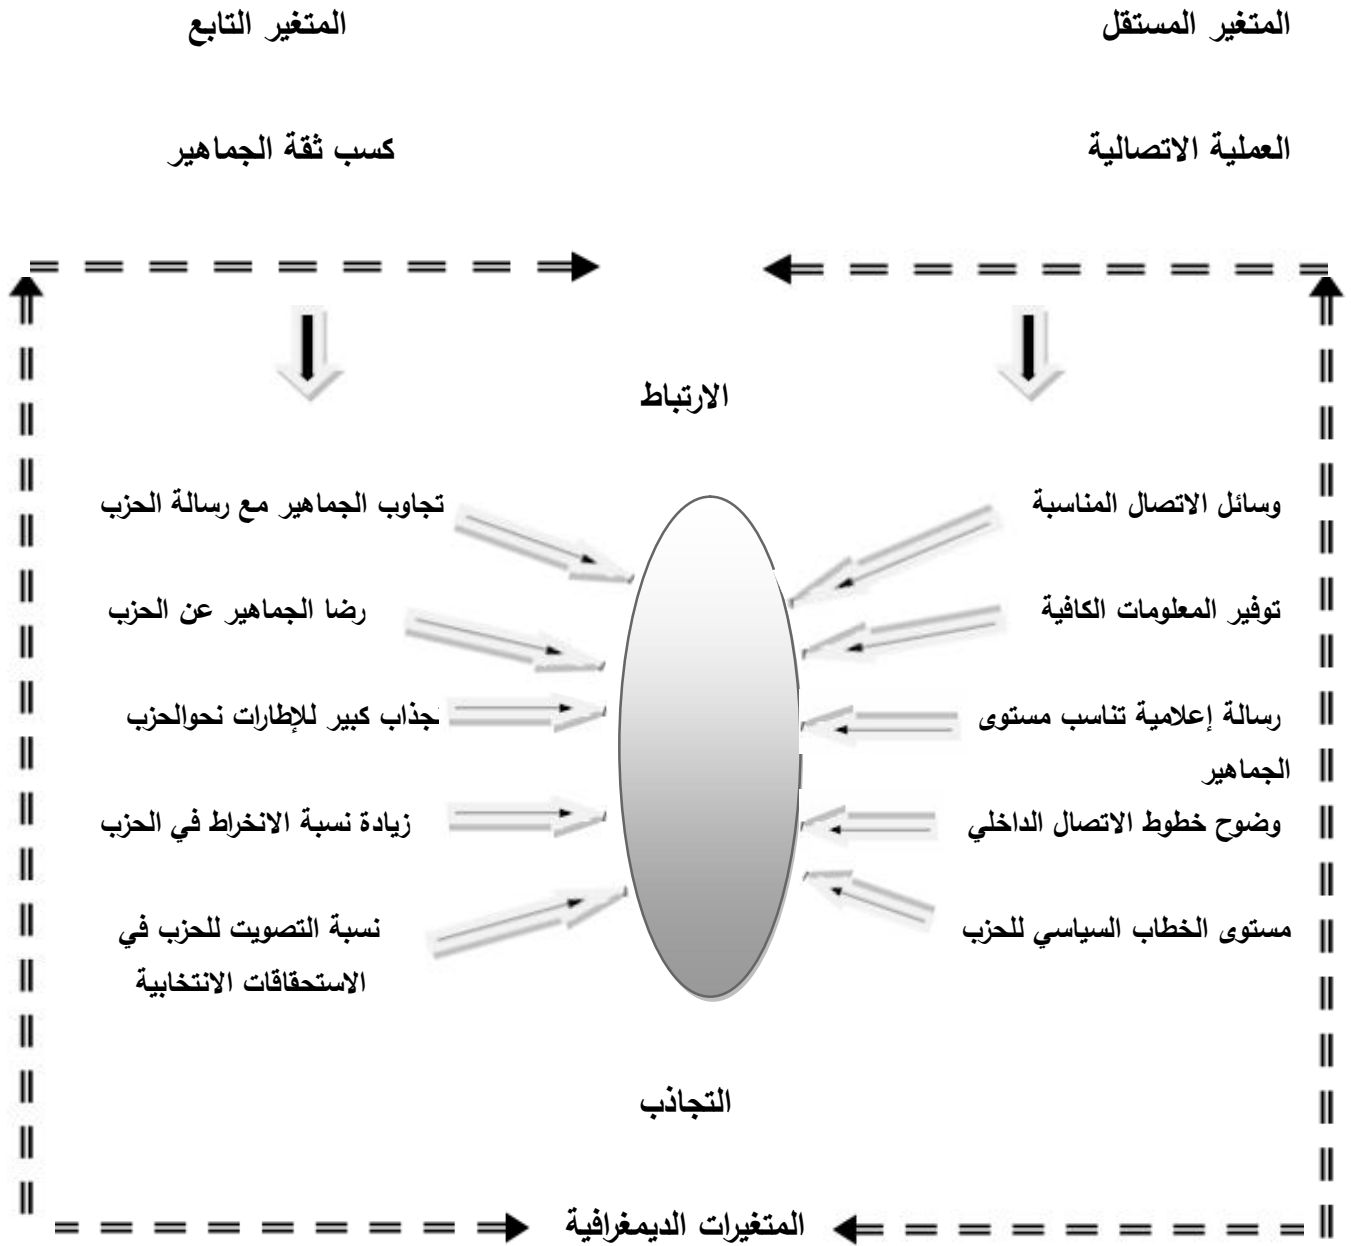 المتغير المستقل
المتغير التابع
العملية الاتصالية
كسب ثقة الجماهير
الارتباط
وسائل الاتصال المناسبة
تجاوب الجماهير مع رسالة الحزب
توفير المعلومات الكافية
رضا الجماهير عن الحزب
رسالة إعلامية تناسب مستوى
الجماهير
جذاب كبير للإطارات نحوالحزب
وضوح خطوط الاتصال الداخلي
زيادة نسبة الانخراط في الحزب
مستوى الخطاب السياسي للحزب
نسبة التصويت للحزب في
الاستحقاقات الانتخابية
التجاذب
المتغيرات الديمغرافية